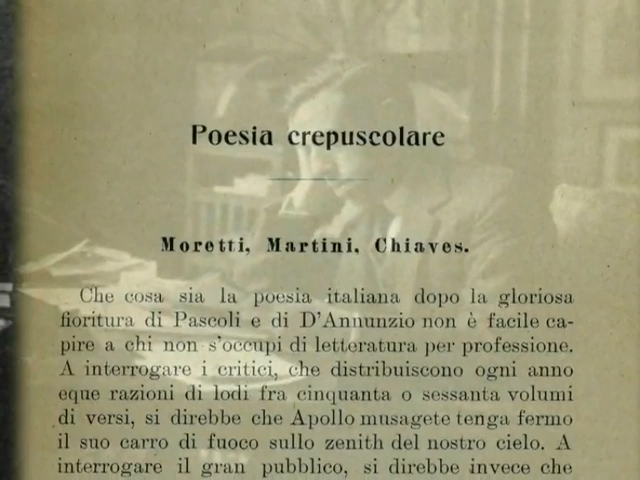 Poesia crepuscolare
Moretti, Martini, Chiaves.
Che cosa sia la poesia italiana dopo la gloriosa
fioritura di Pascoli e di D'Annunzio non è facile ca-
pire a chi non s'occupi di letteratura per professione.
A interrogare i critici, che distribuiscono ogni anno
eque razioni di lodi fra cinquanta o sessanta volumi
di versi, si direbbe che Apollo musagete tenga fermo
il suo carro di fuoco sullo zenith del nostro cielo. A
interrogare il gran pubblico, si direbbe invece che